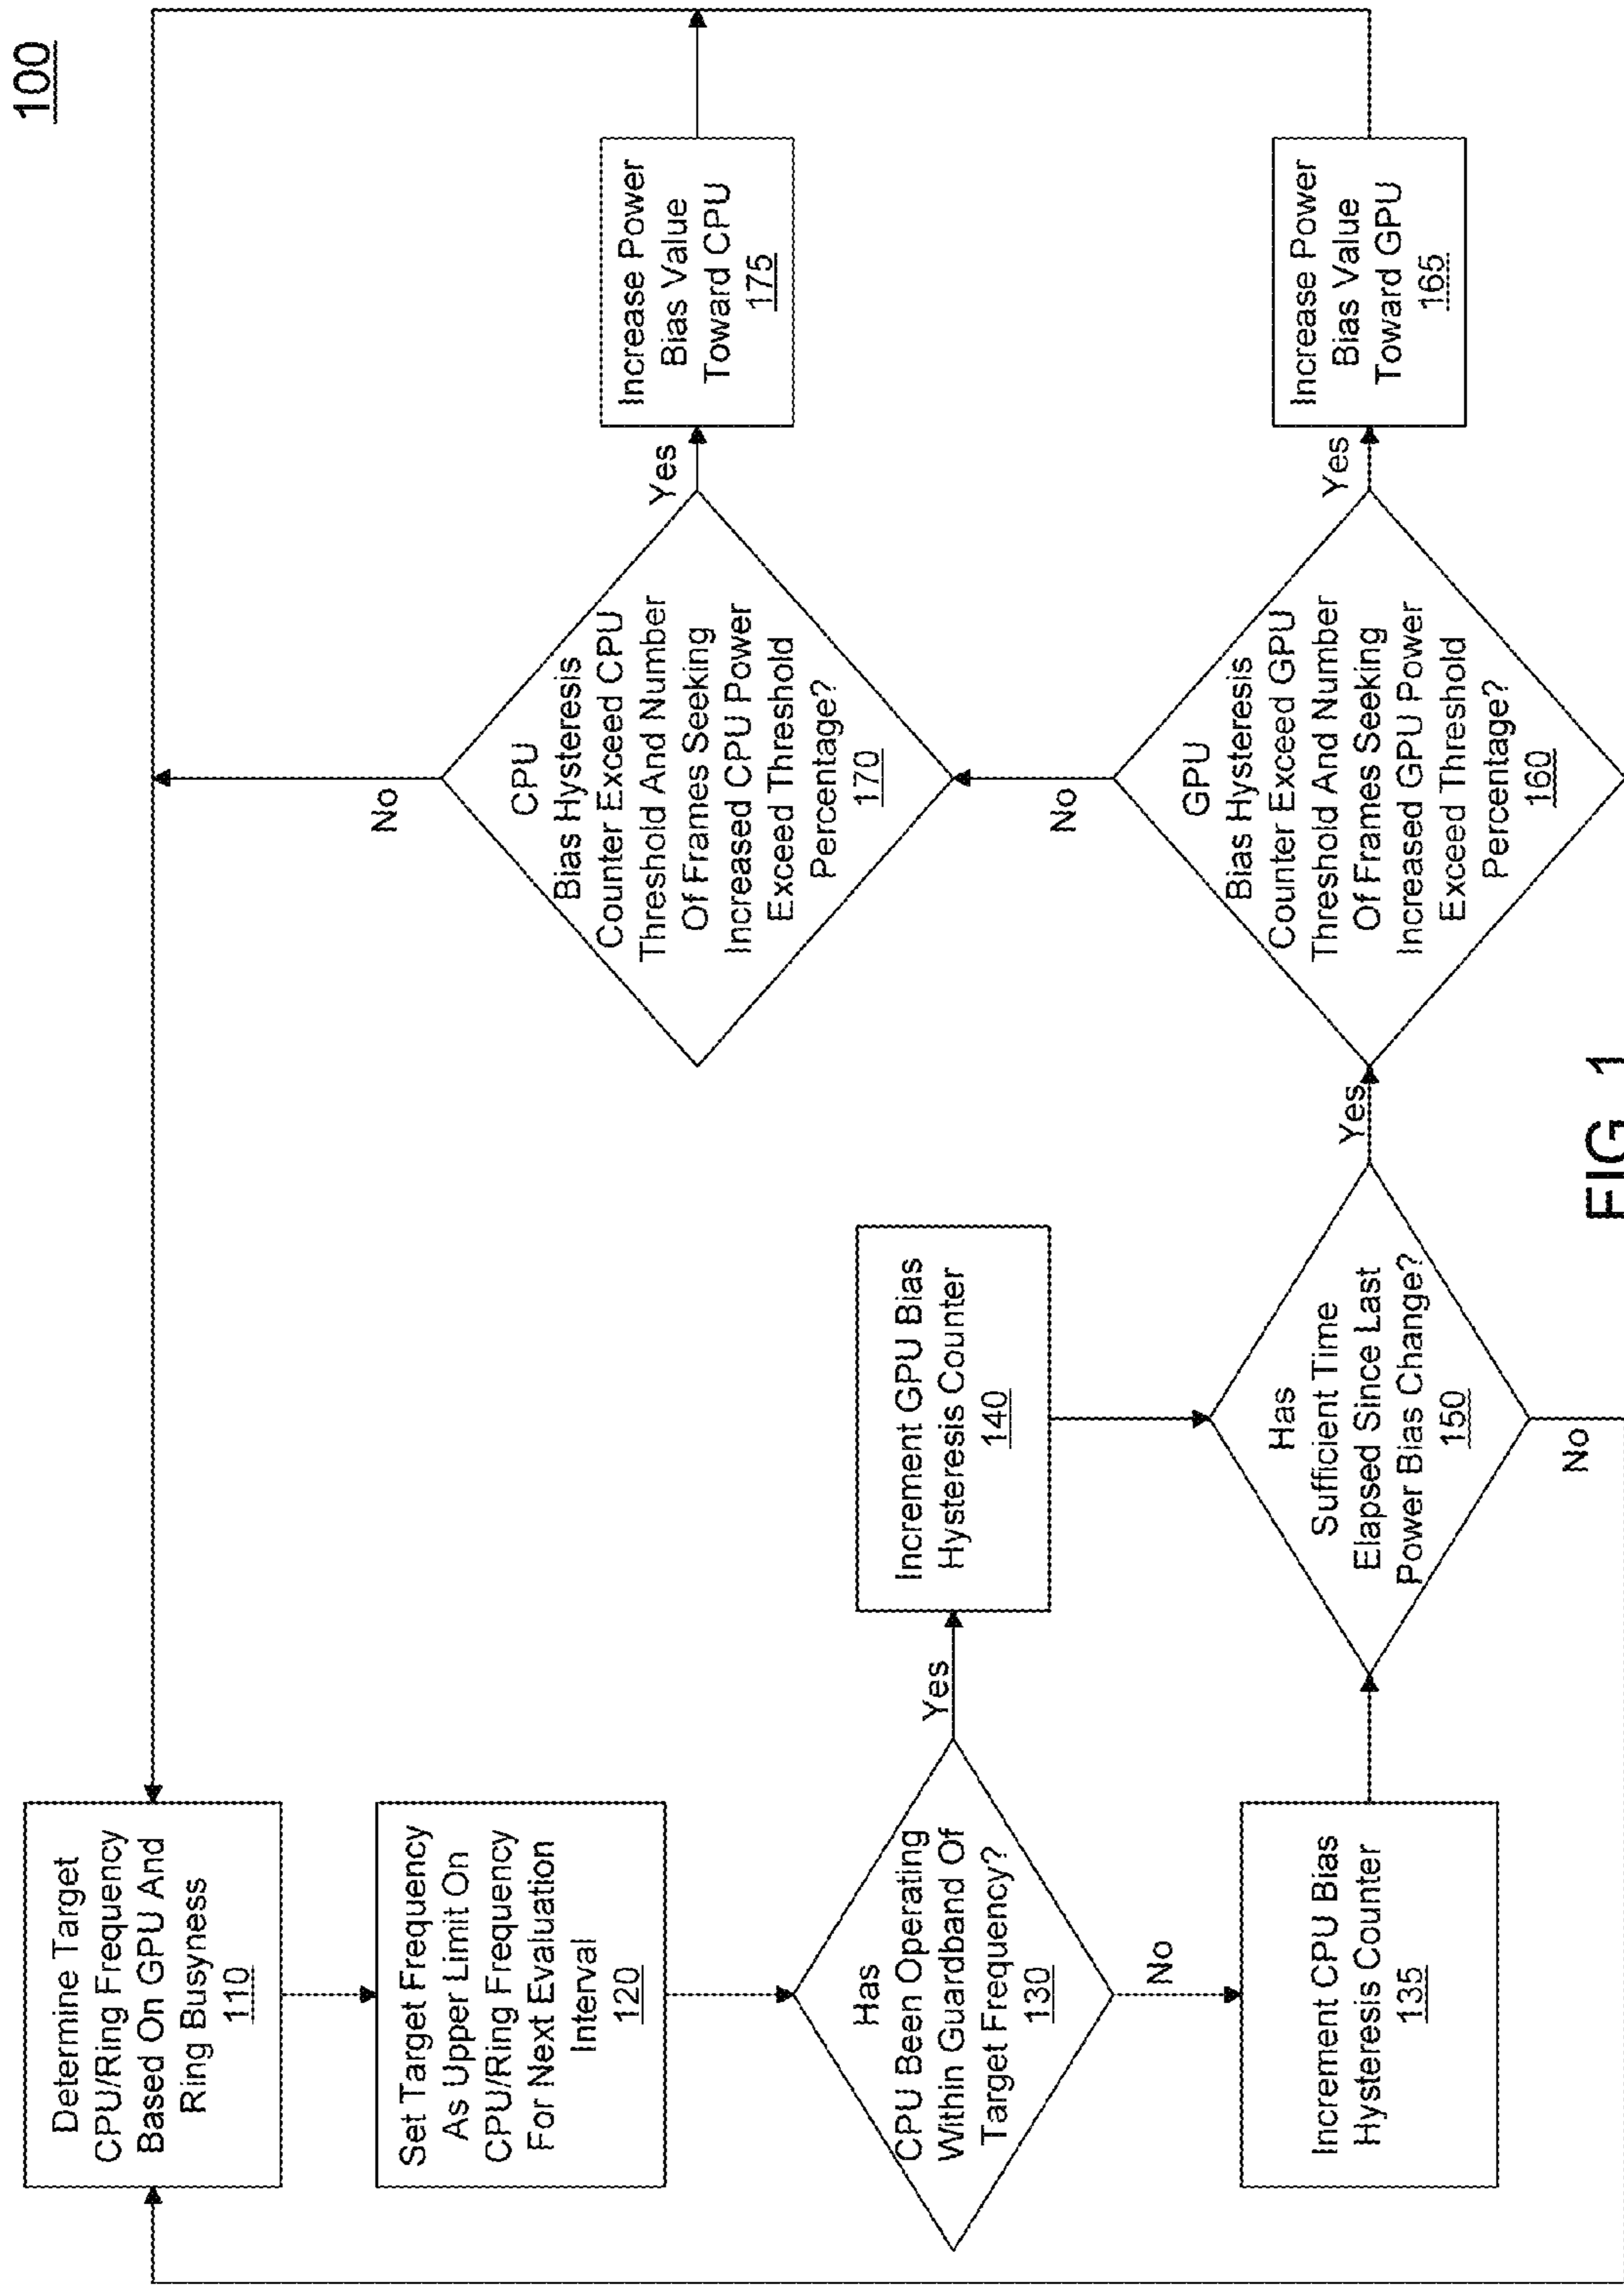 100
Determine Target
CPU/Ring Frequency
Based On GPU And
Ring Busyness
110
Set Target Frequency
As Upper Limit On
CPU/Ring Frequency
For Next Evaluation
Interval
120
Has
CPU Been Operating
Within Guardband Of
Target Frequency?
130
Yes
No
Increment GPU Bias
Hysteresis Counter
140
Increment CPU Bias
Hysteresis Counter
135
Has
Sufficient Time
Elapsed Since Last
Power Bias Change?
150
Yes
No
GPU
Bias Hysteresis
Counter Exceed GPU
Threshold And Number
Of Frames Seeking
Increased GPU Power
Exceed Threshold
Percentage?
160
Yes
No
Increase Power
Bias Value
Toward GPU
165
CPU
Bias Hysteresis
Counter Exceed CPU
Threshold And Number
Of Frames Seeking
Increased CPU Power
Exceed Threshold
Percentage?
170
Yes
No
Increase Power
Bias Value
Toward CPU
175
FIG. 1